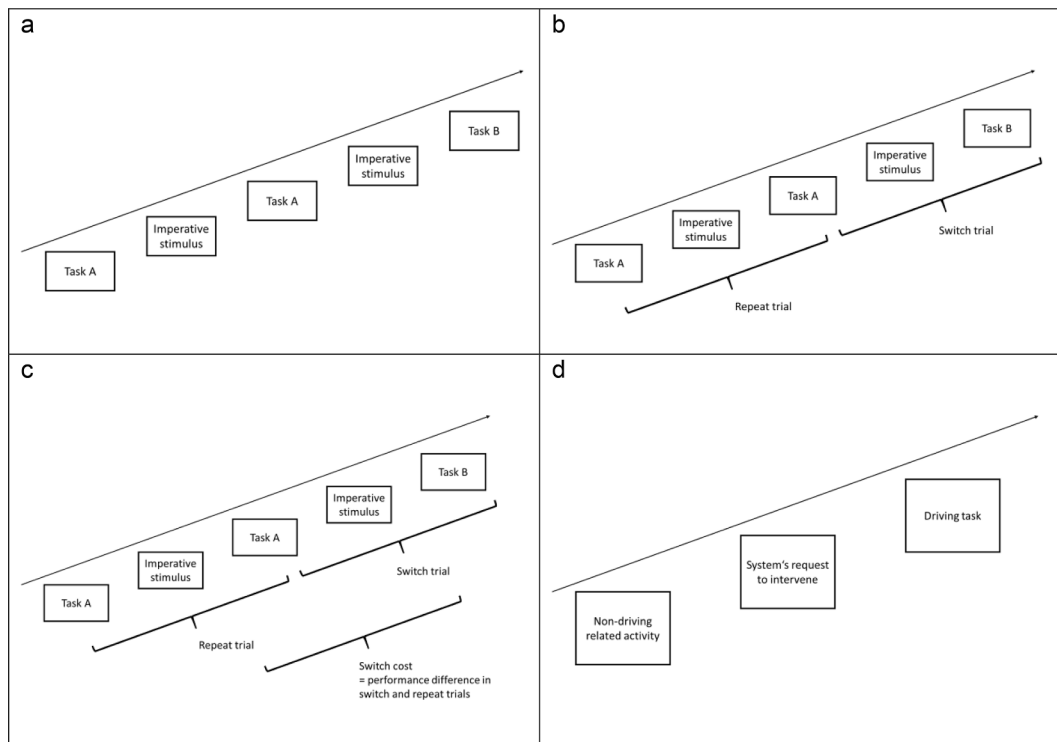 a
Task A
Imperative
stimulus
Task A
Imperative
stimulus
Task B
b
Task A
Imperative
stimulus
Task A
Imperative
stimulus
Task B
Repeat trial
Switch trial
c
Task A
Imperative
stimulus
Task A
Imperative
stimulus
Task B
Repeat trial
Switch trial
Switch cost
= performance difference in
switch and repeat trials
d
Non-driving
related activity
System's request
to intervene
Driving task